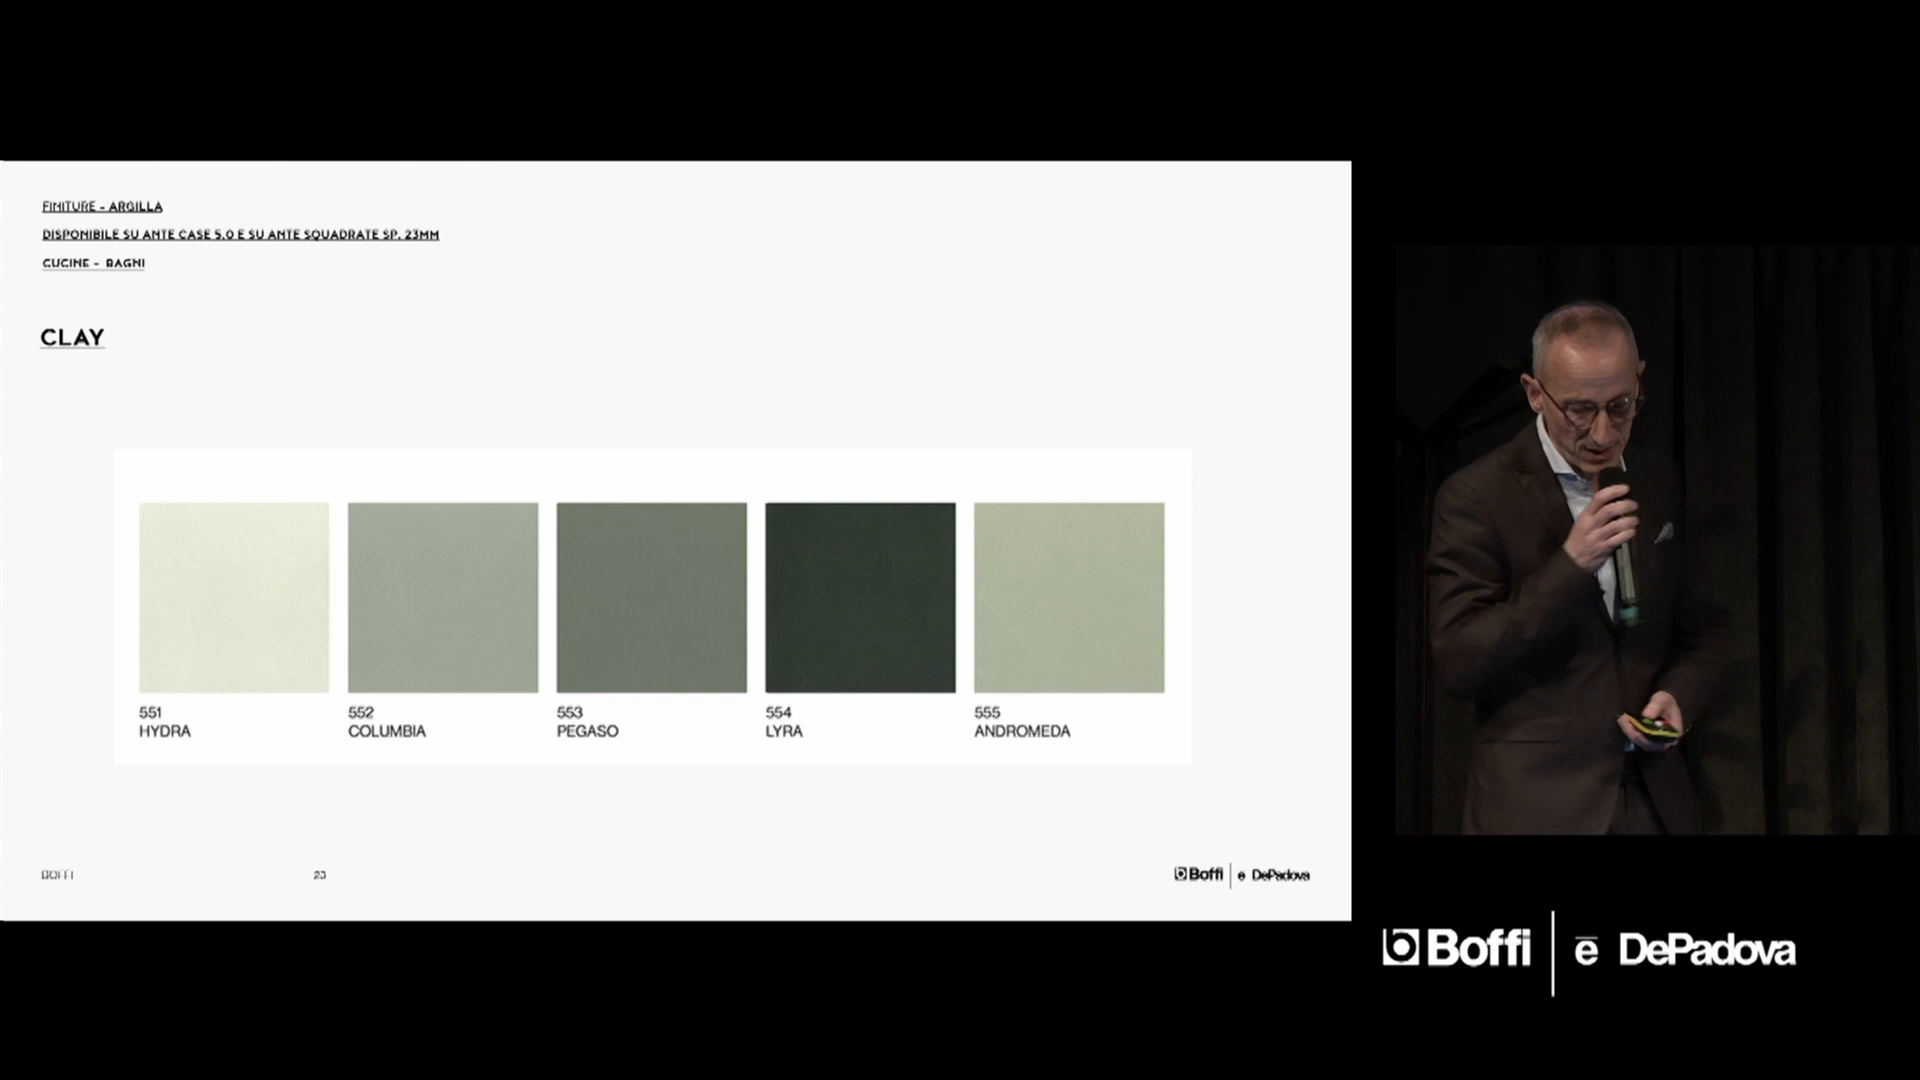 FINITURE - ARGILLA
DISPONIBILE SU ANTE CASE 5.0 E SU ANTE SQUADRATE SP. 23MM
CUCINE - BAGNI
CLAY
551
HYDRA
552
COLUMBIA
553
PEGASO
554
LYRA
555
ANDROMEDA
BOFFI
23
Boffi
e DePadova
Boffi
e DePadova